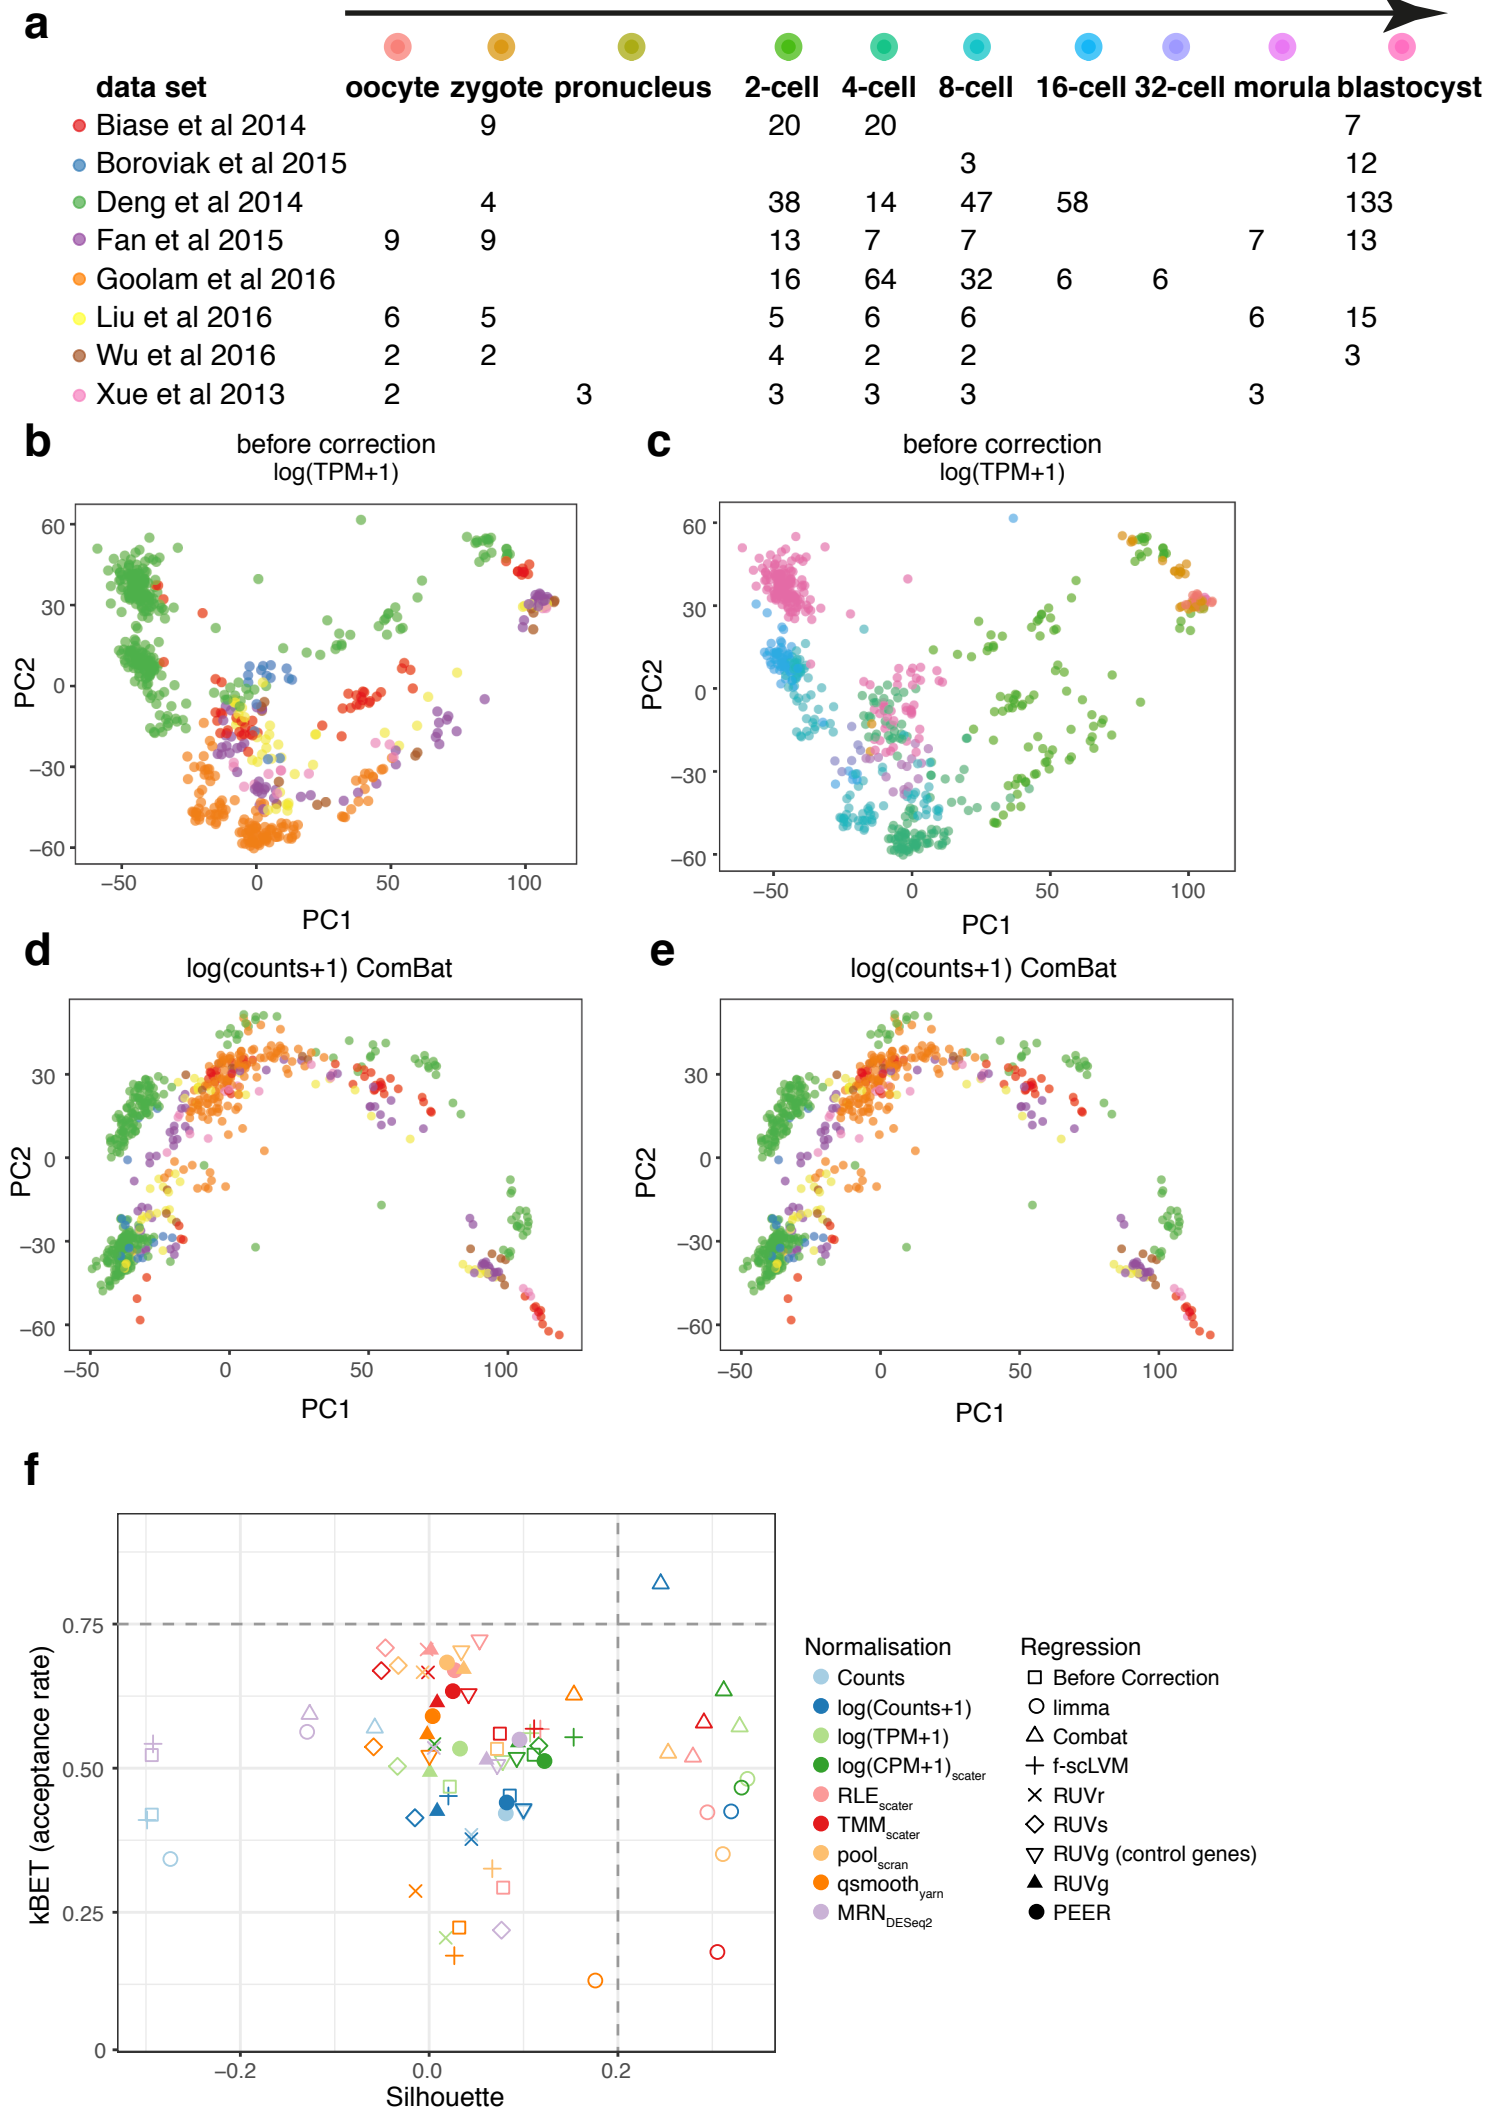 a
data set oocyte zygote pronucleus 2-cell 4-cell 8-cell 16-cell 32-cell morula blastocyst
Biase et al 2014 9 20 20 7
Boroviak et al 2015 3 12
Deng et al 2014 4 38 14 47 58 133
Fan et al 2015 9 9 13 7 7 7 13
Goolam et al 2016 16 64 32 6 6
Liu et al 2016 6 5 5 6 6 6 15
Wu et al 2016 2 2 4 2 2 3
Xue et al 2013 2 3 3 3 3 3
b
before correction
log(TPM+1)
60
30
0
−30
−60
PC2
−50 0 50 100
PC1
c
before correction
log(TPM+1)
60
30
0
−30
−60
PC2
−50 0 50 100
PC1
d
log(counts+1) ComBat
30
0
−30
−60
PC2
−50 0 50 100
PC1
e
log(counts+1) ComBat
30
0
−30
−60
PC2
−50 0 50 100
PC1
f
0.75
0.50
0.25
0
kBET (acceptance rate)
−0.2 0.0 0.2
Silhouette
Normalisation
Counts
log(Counts+1)
log(TPM+1)
log(CPM+1)scater
RLEscater
TMMscater
poolscran
qsmoothyarn
MRNDESeq2
Regression
Before Correction
limma
Combat
f-scLVM
RUVr
RUVs
RUVg (control genes)
RUVg
PEER